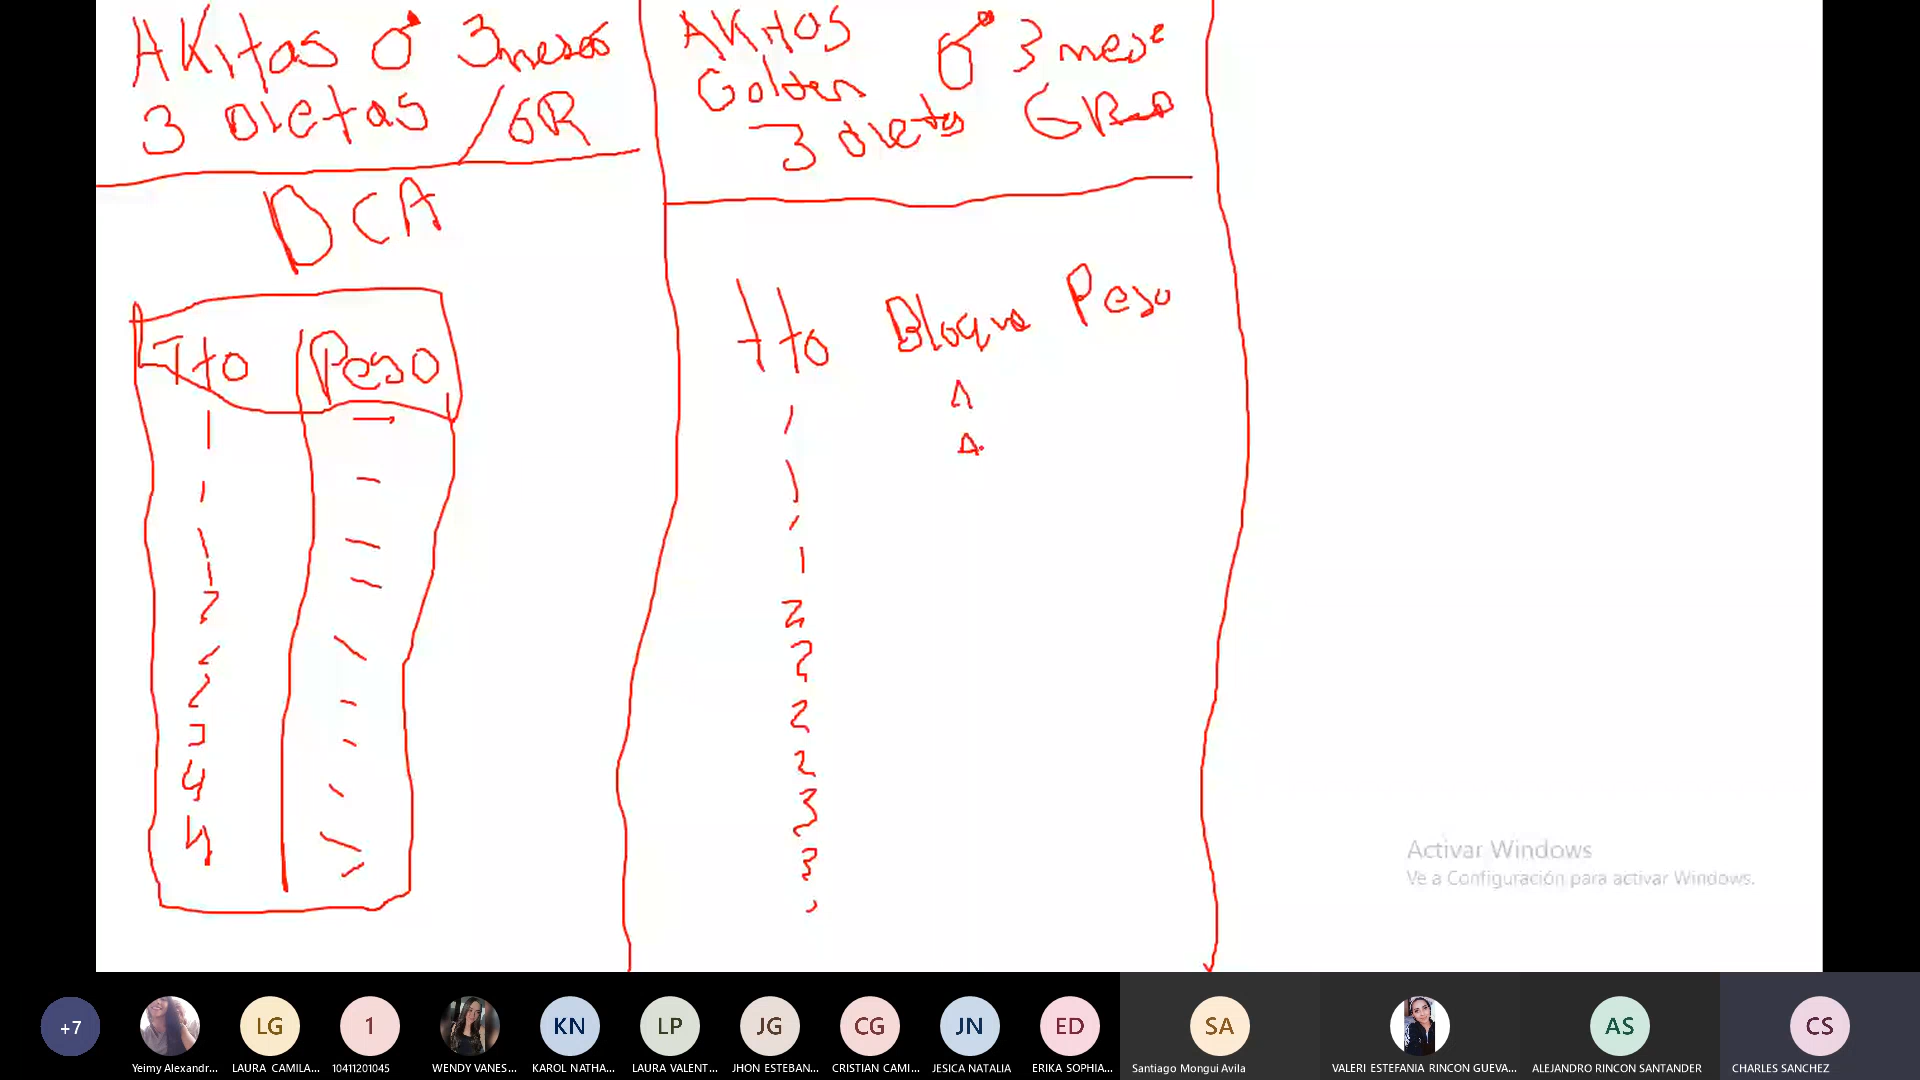 AKitas ♂ 3 meses
3 Dietas / GR
DCA
Tto Peso
1
1
1
1
2
2
2
3
4
4
AKitas
Golden ♂ 3 mese
3 dietas
tto Bloque Peso
1 A
1 A
1
1
2
2
2
2
3
3
Activar Windows
Ve a Configuración para activar Windows.
+7
LG
1
KN
LP
JG
CG
JN
ED
SA
AS
CS
Yeimy Alexandr...
LAURA CAMILA...
10411201045
WENDY VANES...
KAROL NATHA...
LAURA VALENT...
JHON ESTEBAN...
CRISTIAN CAMI...
JESICA NATALIA
ERIKA SOPHIA...
Santiago Mongui Avila
VALERI ESTEFANIA RINCON GUEVA...
ALEJANDRO RINCON SANTANDER
CHARLES SANCHEZ